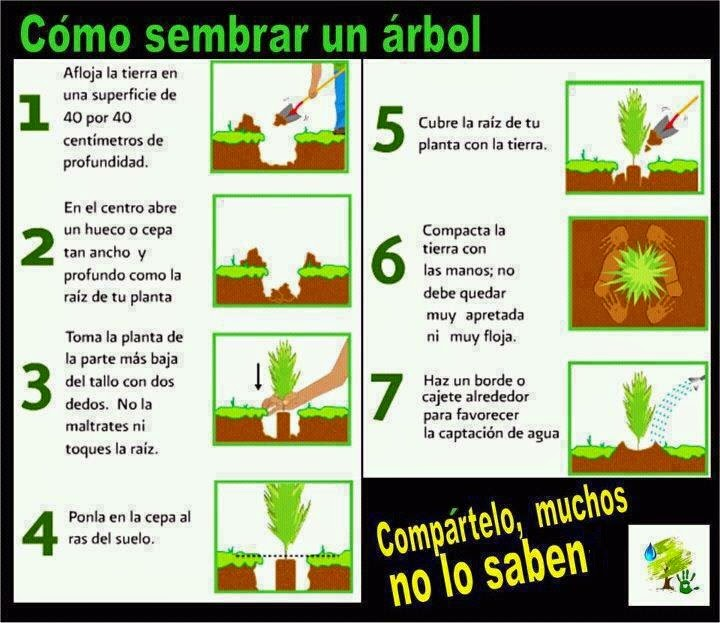 Cómo sembrar un árbol
1
Afloja la tierra en
una superficie de
40 por 40
centímetros de
profundidad.
2
En el centro abre
un hueco o cepa
tan ancho y
profundo como la
raíz de tu planta
3
Toma la planta de
la parte más baja
del tallo con dos
dedos. No la
maltrates ni
toques la raíz.
4
Ponla en la cepa al
ras del suelo.
5
Cubre la raíz de tu
planta con la tierra.
6
Compacta la
tierra con
las manos; no
debe quedar
muy apretada
ni muy floja.
7
Haz un borde o
cajete alrededor
para favorecer
la captación de agua
Compártelo, muchos
no lo saben